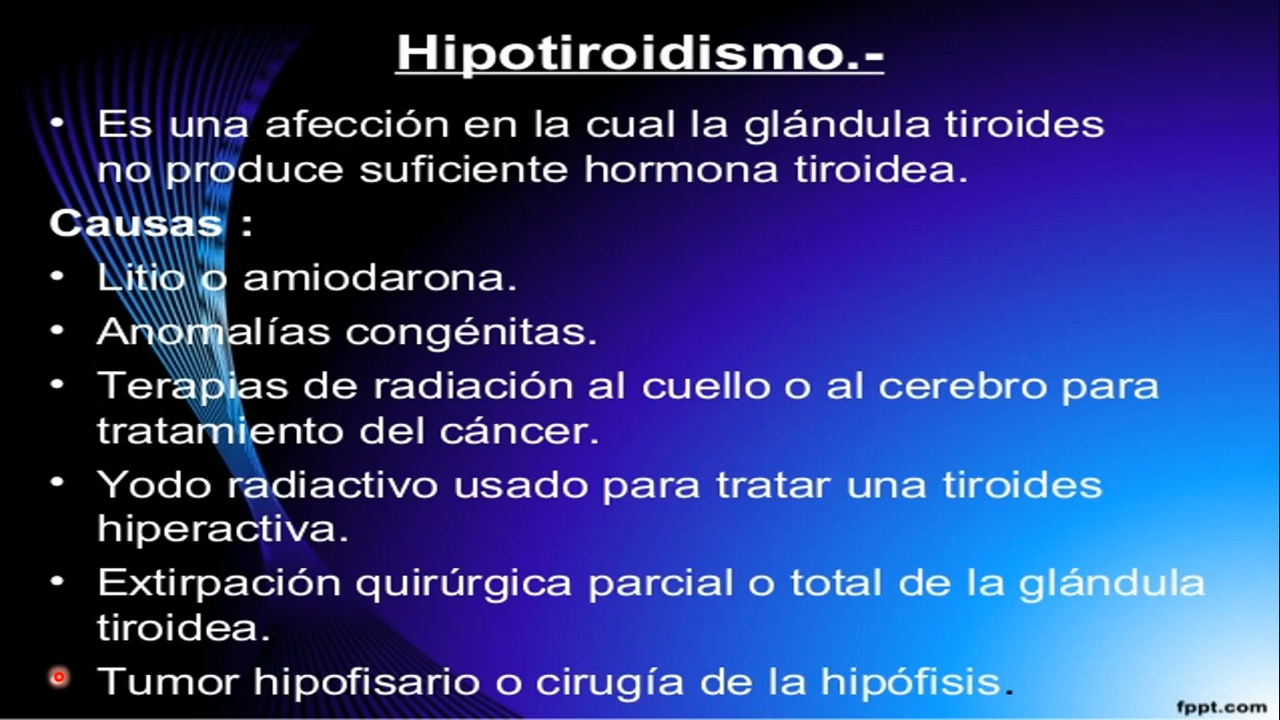 Hipotiroidismo.-
• Es una afección en la cual la glándula tiroides
no produce suficiente hormona tiroidea.
Causas :
• Litio o amiodarona.
• Anomalías congénitas.
• Terapias de radiación al cuello o al cerebro para
tratamiento del cáncer.
• Yodo radiactivo usado para tratar una tiroides
hiperactiva.
• Extirpación quirúrgica parcial o total de la glándula
tiroidea.
• Tumor hipofisario o cirugía de la hipófisis.
fppt.com